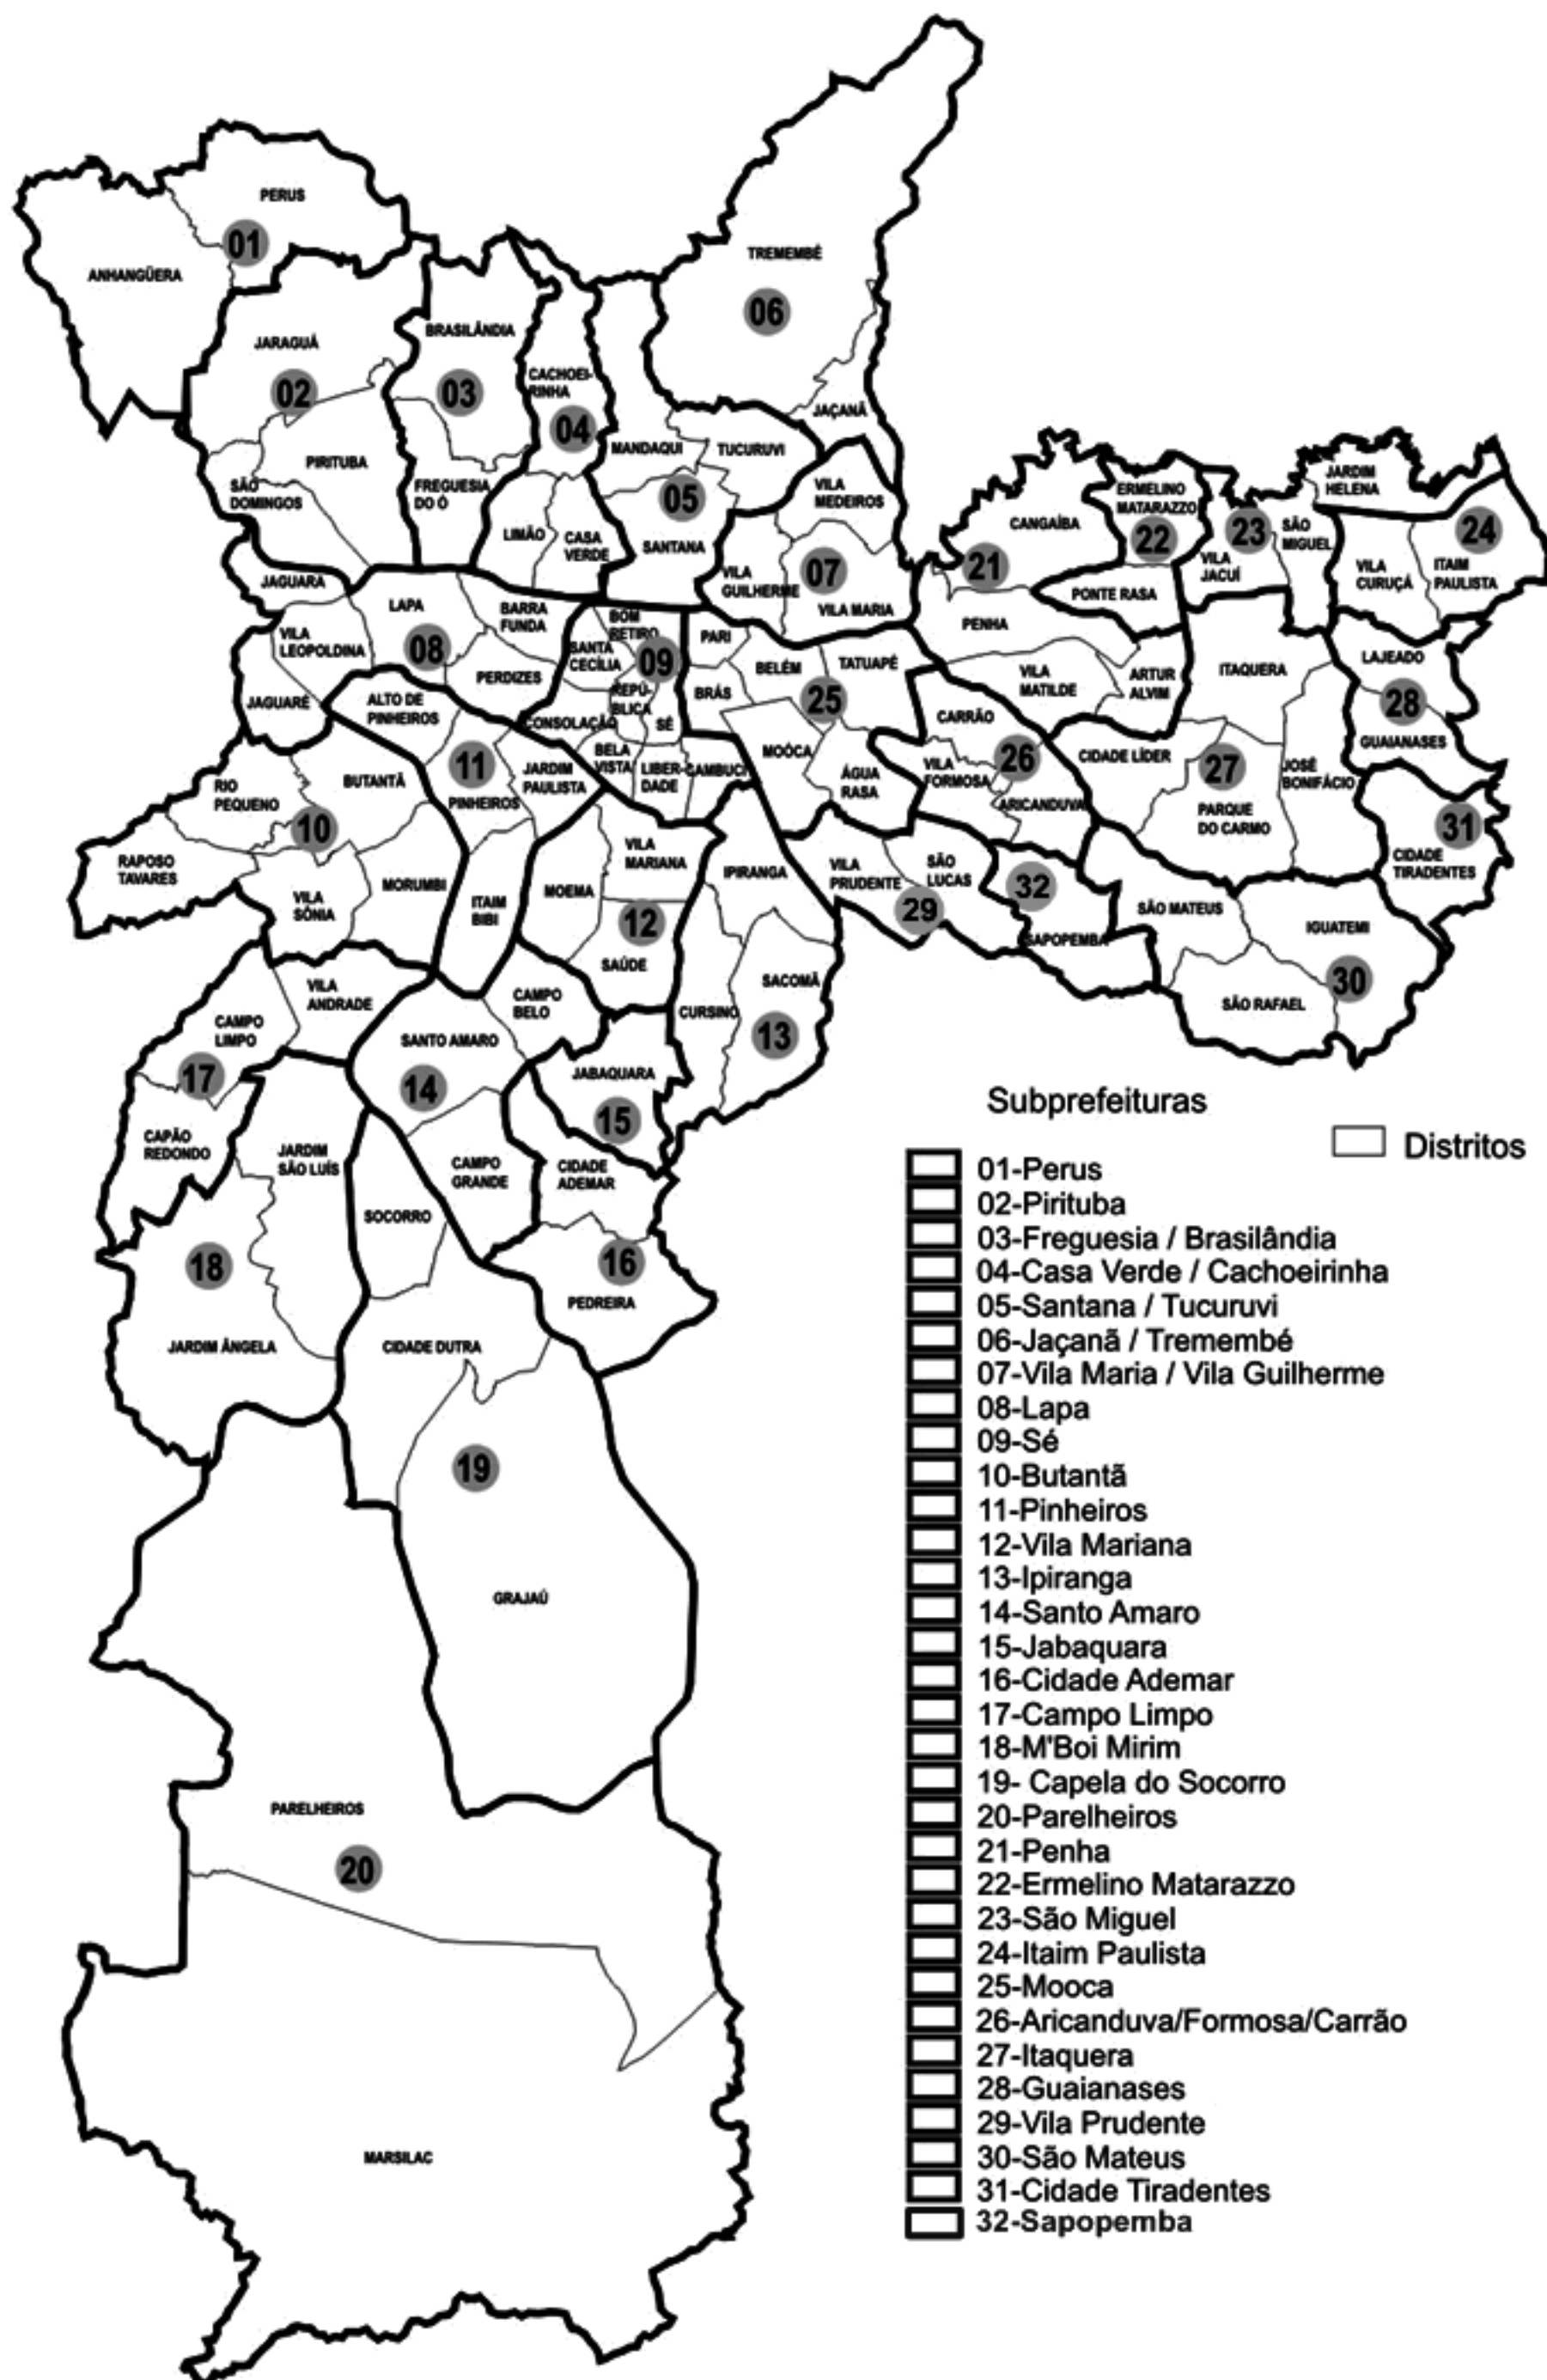 PERUS
01
ANHANGÜERA
TREMEMBÉ
06
JAÇANÃ
JARAGUÁ
02
PIRITUBA
SÃO
DOMINGOS
BRASILÂNDIA
03
FREGUESIA
DO Ó
CACHOEI-
RINHA
04
LIMÃO
CASA
VERDE
MANDAQUI
TUCURUVI
05
SANTANA
VILA
MEDEIROS
07
VILA
GUILHERME
VILA MARIA
CANGAÍBA
21
PENHA
VILA
MATILDE
ARTUR
ALVIM
ERMELINO
MATARAZZO
22
PONTE RASA
23
VILA
JACUÍ
SÃO
MIGUEL
JARDIM
HELENA
24
VILA
CURUÇÁ
ITAIM
PAULISTA
JAGUARA
LAPA
BARRA
FUNDA
VILA
LEOPOLDINA
08
PERDIZES
JAGUARÉ
BOM
RETIRO
SANTA
CECÍLIA
09
REPÚ-
BLICA
CONSOLAÇÃO
SÉ
BELA
VISTA
LIBER-
DADE
CAMBUCI
PARI
BELÉM
TATUAPÉ
BRÁS
25
MOÓCA
ÁGUA
RASA
CARRÃO
26
VILA
FORMOSA
ARICANDUVA
ITAQUERA
CIDADE LÍDER
27
JOSÉ
BONIFÁCIO
PARQUE
DO CARMO
LAJEADO
28
GUAIANASES
31
CIDADE
TIRADENTES
ALTO DE
PINHEIROS
11
PINHEIROS
JARDIM
PAULISTA
ITAIM
BIBI
RIO
PEQUENO
BUTANTÃ
10
RAPOSO
TAVARES
VILA
SÔNIA
MORUMBI
VILA
MARIANA
MOEMA
12
SAÚDE
IPIRANGA
SACOMÃ
CURSINO
13
VILA
PRUDENTE
SÃO
LUCAS
29
32
SAPOPEMBA
SÃO MATEUS
IGUATEMI
30
SÃO RAFAEL
VILA
ANDRADE
CAMPO
LIMPO
17
CAPÃO
REDONDO
CAMPO
BELO
SANTO AMARO
14
CAMPO
GRANDE
JABAQUARA
15
CIDADE
ADEMAR
16
PEDREIRA
JARDIM
SÃO LUÍS
18
JARDIM ÂNGELA
SOCORRO
CIDADE DUTRA
19
GRAJAÚ
PARELHEIROS
20
MARSILAC
Subprefeituras
Distritos
01-Perus
02-Pirituba
03-Freguesia / Brasilândia
04-Casa Verde / Cachoeirinha
05-Santana / Tucuruvi
06-Jaçanã / Tremembé
07-Vila Maria / Vila Guilherme
08-Lapa
09-Sé
10-Butantã
11-Pinheiros
12-Vila Mariana
13-Ipiranga
14-Santo Amaro
15-Jabaquara
16-Cidade Ademar
17-Campo Limpo
18-M'Boi Mirim
19- Capela do Socorro
20-Parelheiros
21-Penha
22-Ermelino Matarazzo
23-São Miguel
24-Itaim Paulista
25-Mooca
26-Aricanduva/Formosa/Carrão
27-Itaquera
28-Guaianases
29-Vila Prudente
30-São Mateus
31-Cidade Tiradentes
32-Sapopemba